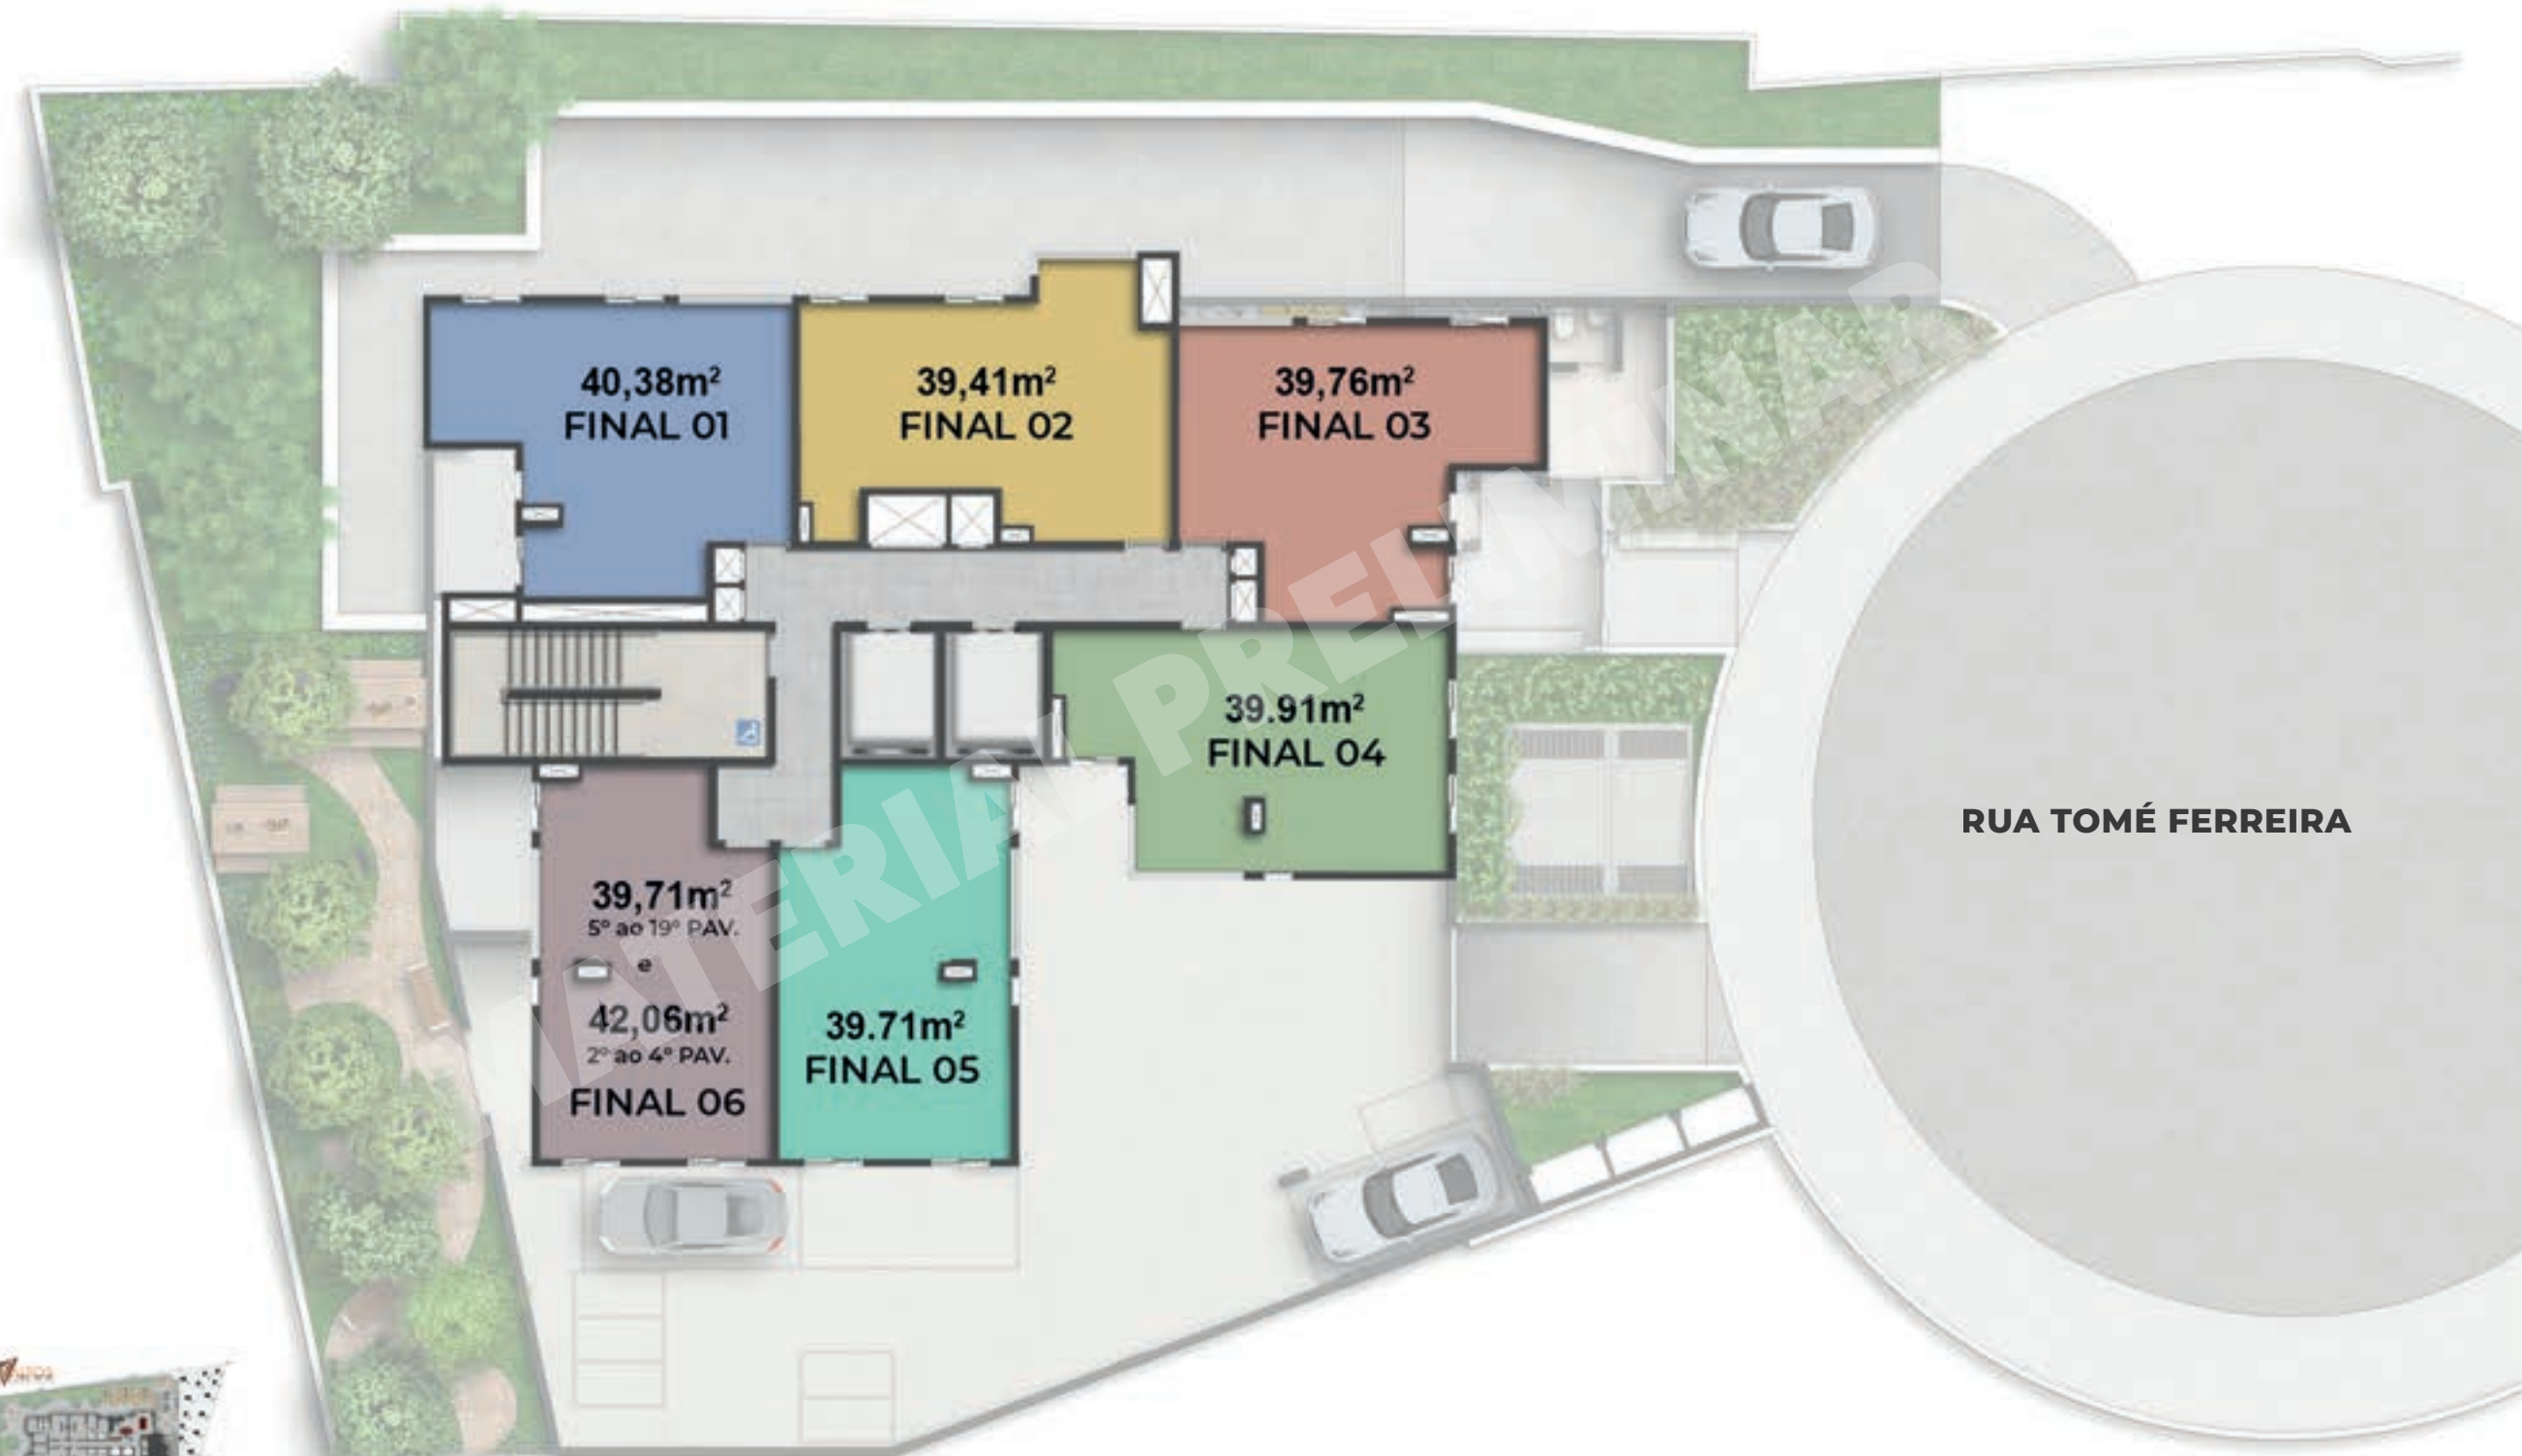 40,38m²
FINAL 01
39,41m²
FINAL 02
39,76m²
FINAL 03
39.91m²
FINAL 04
RUA TOMÉ FERREIRA
39,71m²
5º ao 19º PAV.
e
42,06m²
2º ao 4º PAV.
FINAL 06
39.71m²
FINAL 05
MATERIAL PRELIMINAR